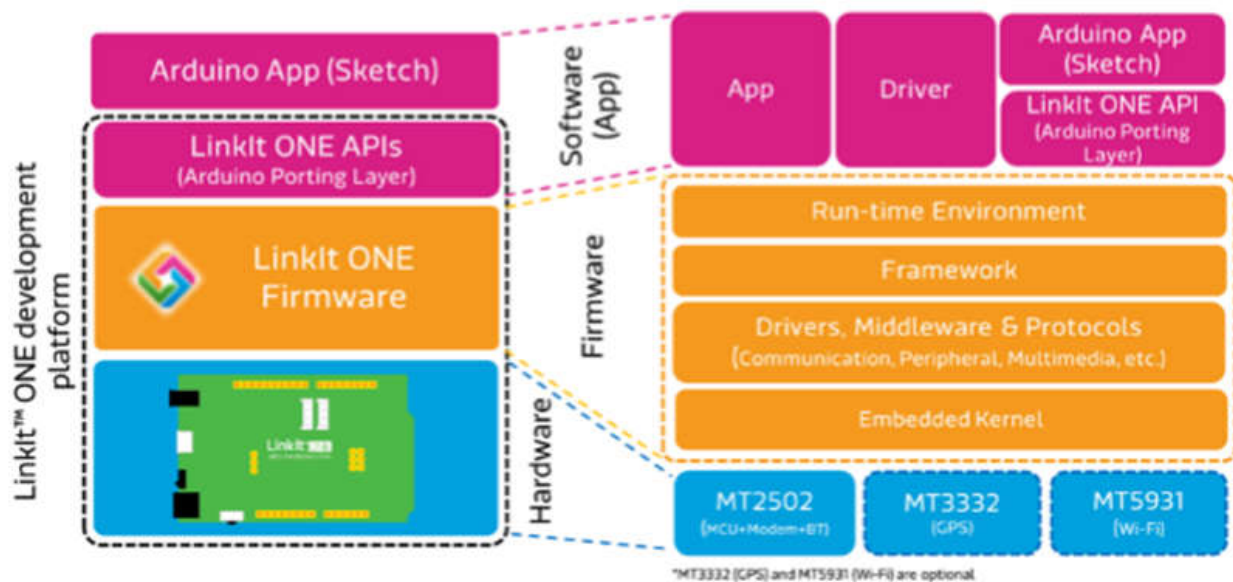 LinkIt™ ONE development
platform
Arduino App (Sketch)
LinkIt ONE APIs
(Arduino Porting Layer)
LinkIt ONE
Firmware
LinkIt
Software
(App)
Firmware
Hardware
App
Driver
Arduino App
(Sketch)
LinkIt ONE API
(Arduino Porting
Layer)
Run-time Environment
Framework
Drivers, Middleware & Protocols
(Communication, Peripheral, Multimedia, etc.)
Embedded Kernel
MT2502
(MCU+Modem+BT)
MT3332
(GPS)
MT5931
(Wi-Fi)
*MT3332 (GPS) and MT5931 (Wi-Fi) are optional